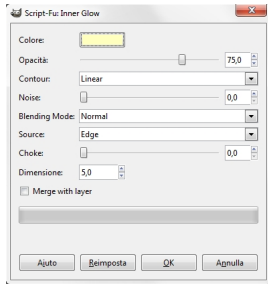 Script-Fu: Inner Glow
Colore:
Opacità: 75,0
Contour: Linear
Noise: 0,0
Blending Mode: Normal
Source: Edge
Choke: 0,0
Dimensione: 5,0
Merge with layer
Aiuto Reimposta OK Annulla